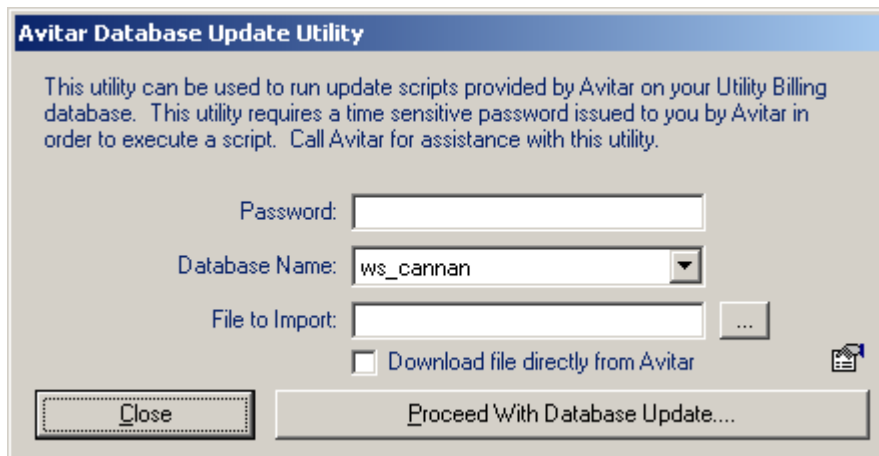 Avitar Database Update Utility
This utility can be used to run update scripts provided by Avitar on your Utility Billing
database.  This utility requires a time sensitive password issued to you by Avitar in
order to execute a script.  Call Avitar for assistance with this utility.
Password:
Database Name: ws_cannan
File to Import: ...
Download file directly from Avitar
Close Proceed With Database Update....